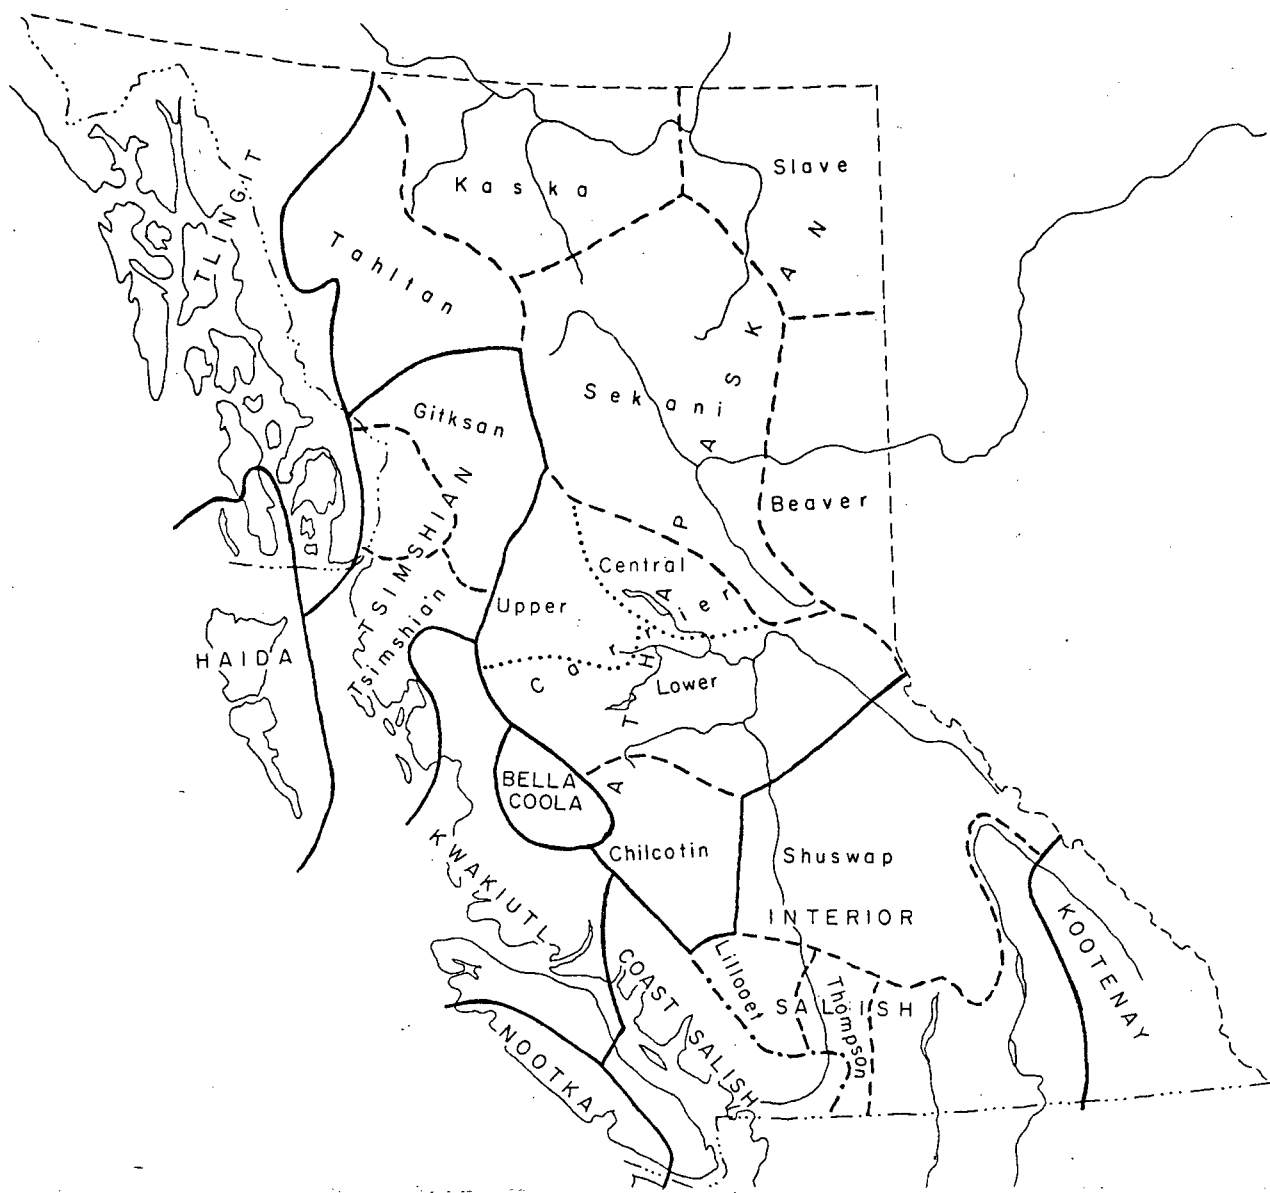 Slave
Kaska
TLINGIT
Tahltan
ATHAPASKAN
Sekani
Gitksan
Beaver
TSIMSHIAN
Tsimshian
Central
Upper
Carrier
Lower
HAIDA
BELLA
COOLA
Chilcotin
Shuswap
KWAKIUTL
INTERIOR
SALISH
Lillooet
Thompson
KOOTENAY
COAST SALISH
NOOTKA